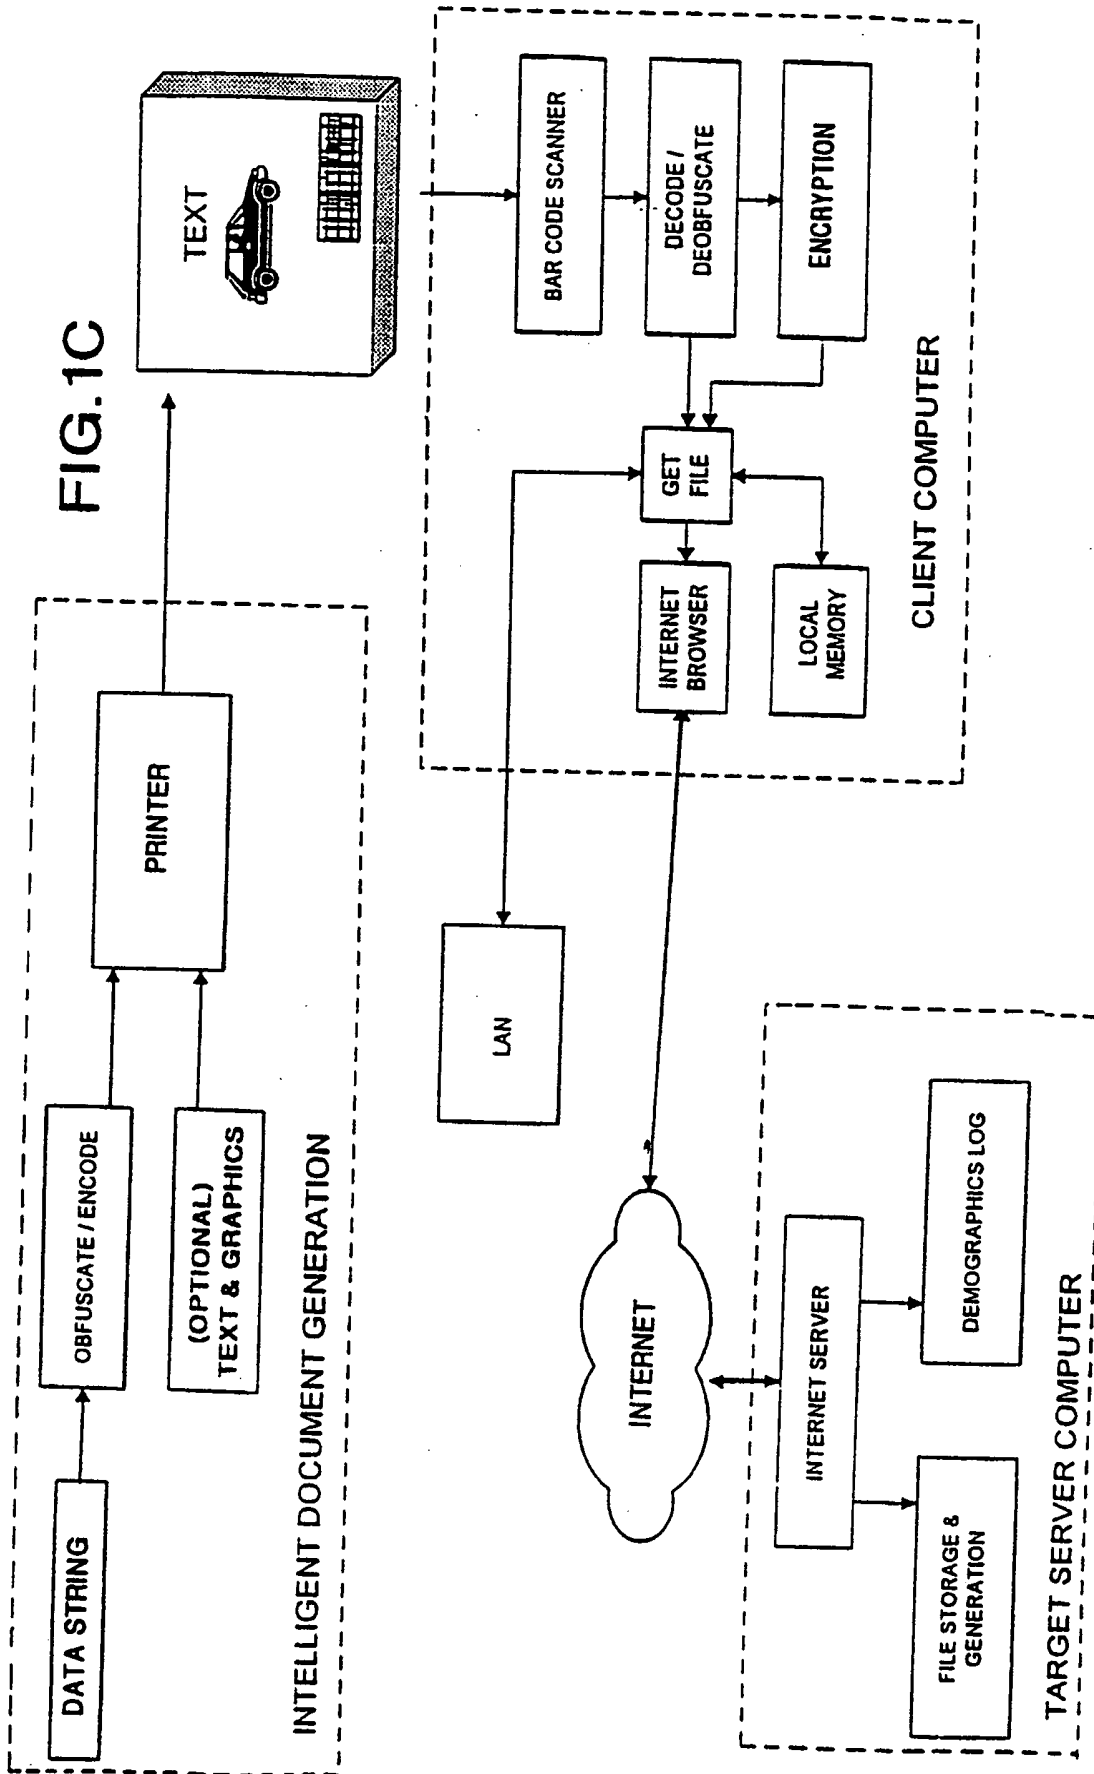 FIG.1C
DATA STRING
OBFUSCATE / ENCODE
(OPTIONAL)
TEXT & GRAPHICS
PRINTER
INTELLIGENT DOCUMENT GENERATION
TEXT
BAR CODE SCANNER
DECODE /
DEOBFUSCATE
ENCRYPTION
GET
FILE
INTERNET
BROWSER
LOCAL
MEMORY
CLIENT COMPUTER
LAN
INTERNET
INTERNET SERVER
FILE STORAGE &
GENERATION
DEMOGRAPHICS LOG
TARGET SERVER COMPUTER